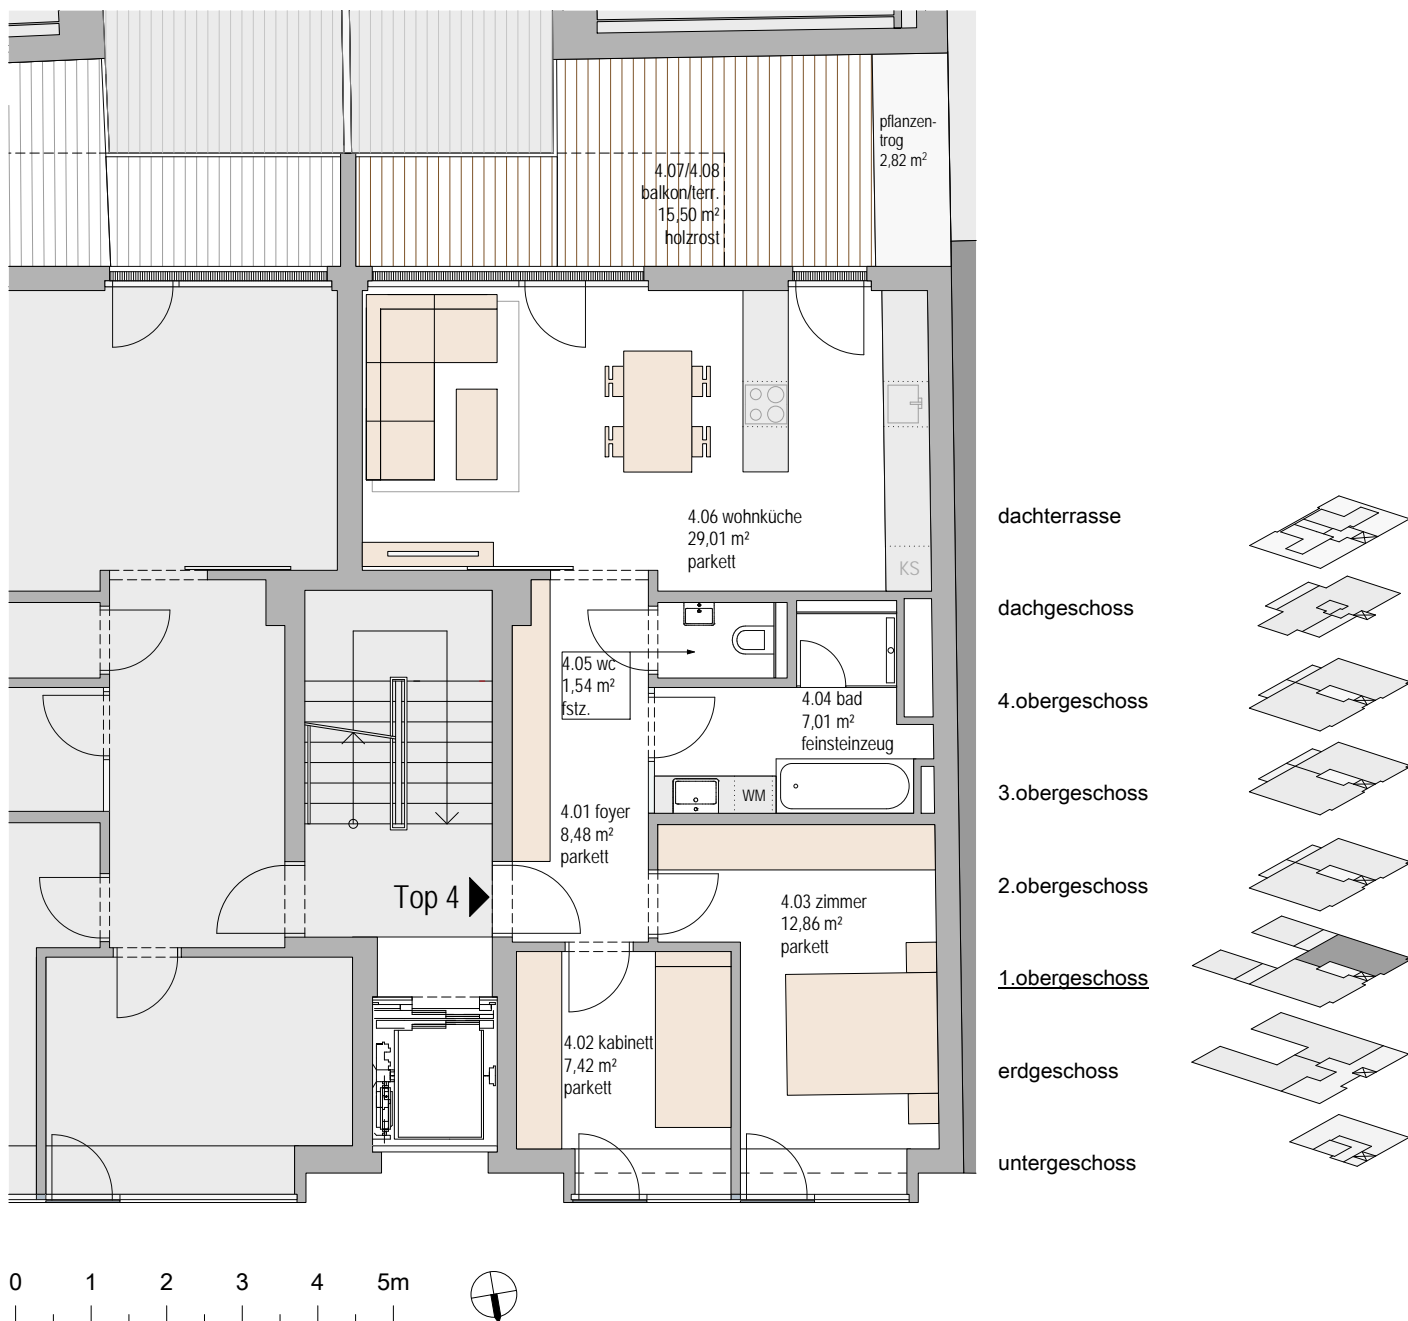 pflanzen-
trog
2,82 m²
4.07/4.08
balkon/terr.
15,50 m²
holzrost
4.06 wohnküche
29,01 m²
parkett
KS
4.05 wc
1,54 m²
fstz.
4.04 bad
7,01 m²
feinsteinzeug
WM
4.01 foyer
8,48 m²
parkett
Top 4
4.03 zimmer
12,86 m²
parkett
4.02 kabinett
7,42 m²
parkett
dachterrasse
dachgeschoss
4.obergeschoss
3.obergeschoss
2.obergeschoss
1.obergeschoss
erdgeschoss
untergeschoss
0 1 2 3 4 5m